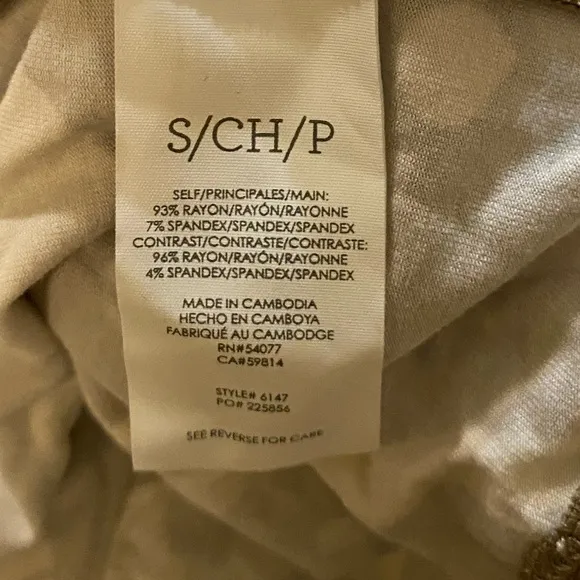 S/CH/P
SELF/PRINCIPALES/MAIN:
93% RAYON/RAYÓN/RAYONNE
7% SPANDEX/SPANDEX/SPANDEX
CONTRAST/CONTRASTE/CONTRASTE:
96% RAYON/RAYON/RAYONNE
4% SPANDEX/SPANDEX/SPANDEX
MADE IN CAMBODIA
HECHO EN CAMBOYA
FABRIQUÉ AU CAMBODGE
RN#54077
CA#59814
STYLE# 6147
PO# 225856
SEE REVERSE FOR CARE